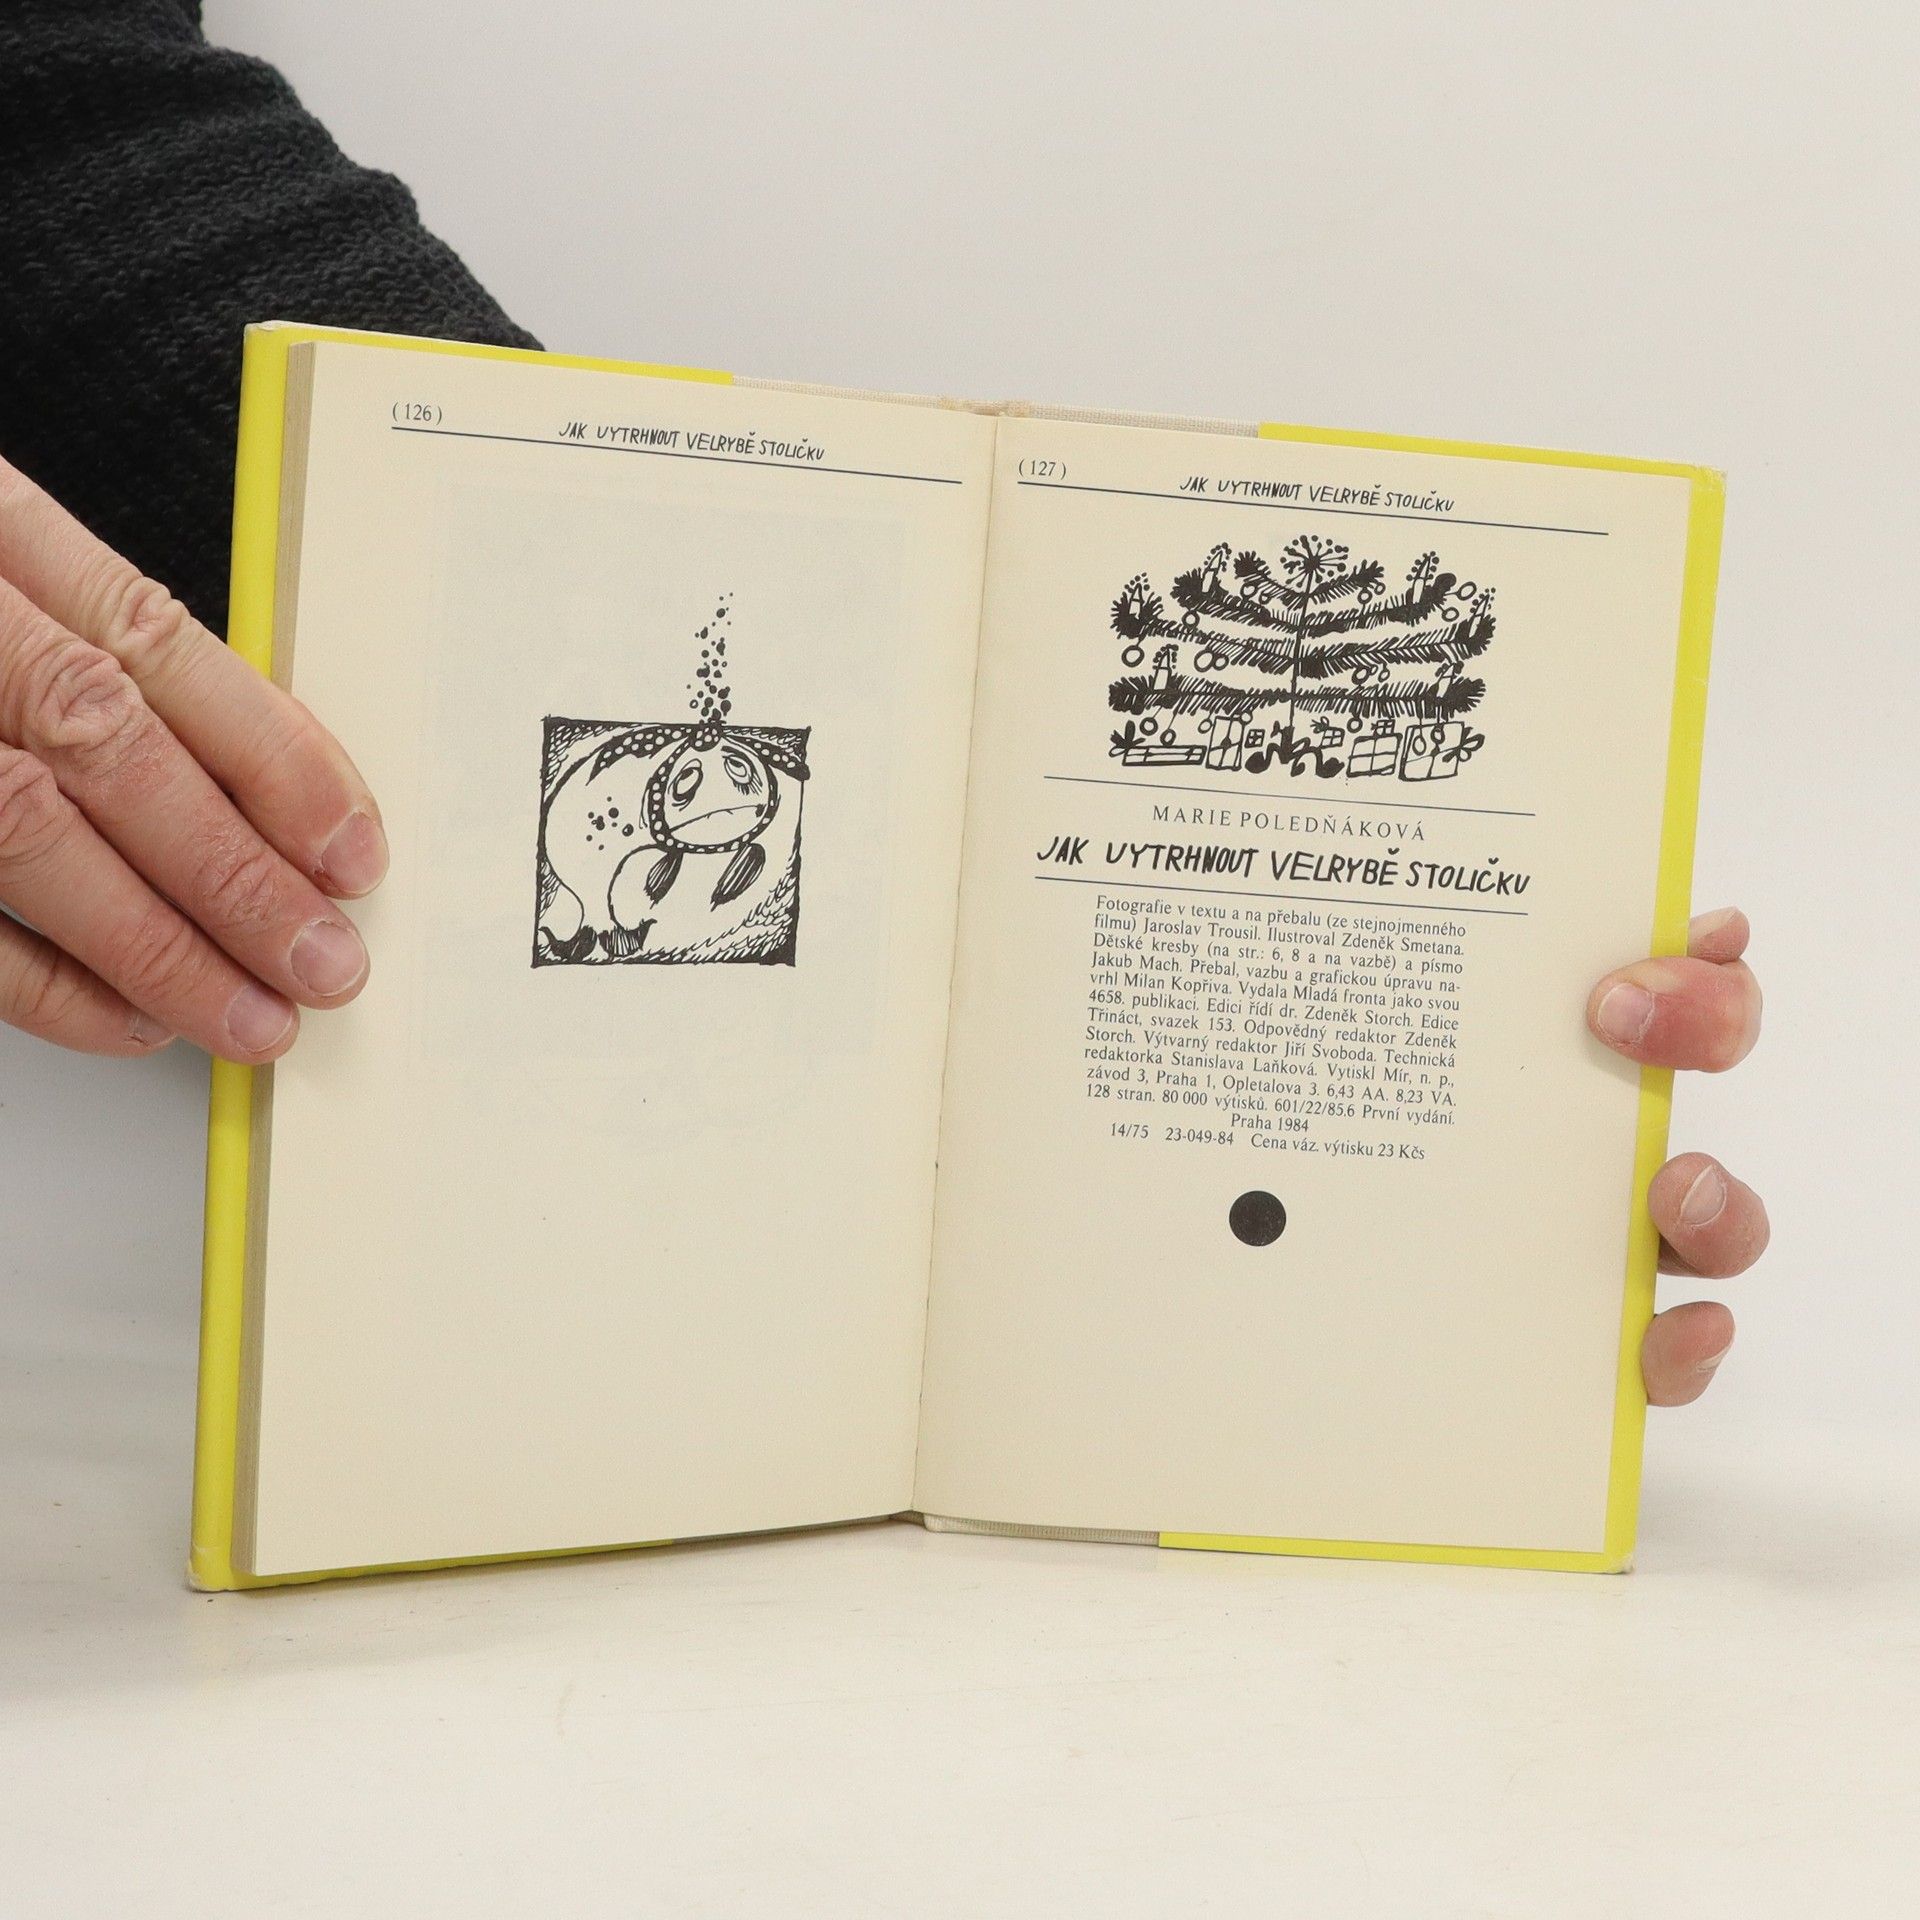 (126)
JAK VYTRHNOUT VELRYBĚ STOLIČKU
(127)
JAK VYTRHNOUT VELRYBĚ STOLIČKU
MARIE POLEDŇÁKOVÁ
JAK VYTRHNOUT VELRYBĚ STOLIČKU
Fotografie v textu a na přebalu (ze stejnojmenného
filmu) Jaroslav Trousil. Ilustroval Zdeněk Smetana.
Dětské kresby (na str.: 6, 8 a na vazbě) a písmo
Jakub Mach. Přebal, vazbu a grafickou úpravu na-
vrhl Milan Kopřiva. Vydala Mladá fronta jako svou
4658. publikaci. Edici řídí dr. Zdeněk Storch. Edice
Třináct, svazek 153. Odpovědný redaktor Zdeněk
Storch. Výtvarný redaktor Jiří Svoboda. Technická
redaktorka Stanislava Laňková. Vytiskl Mír, n. p.,
závod 3, Praha 1, Opletalova 3. 6,43 AA. 8,23 VA.
128 stran. 80 000 výtisků. 601/22/85.6 První vydání.
Praha 1984
14/75 23-049-84 Cena váz. výtisku 23 Kčs